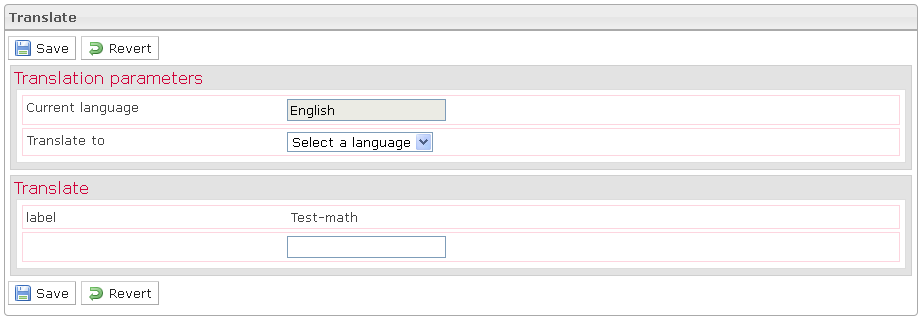 Translate
Save Revert
Translation parameters
Current language English
Translate to Select a language
Translate
label Test-math
Save Revert